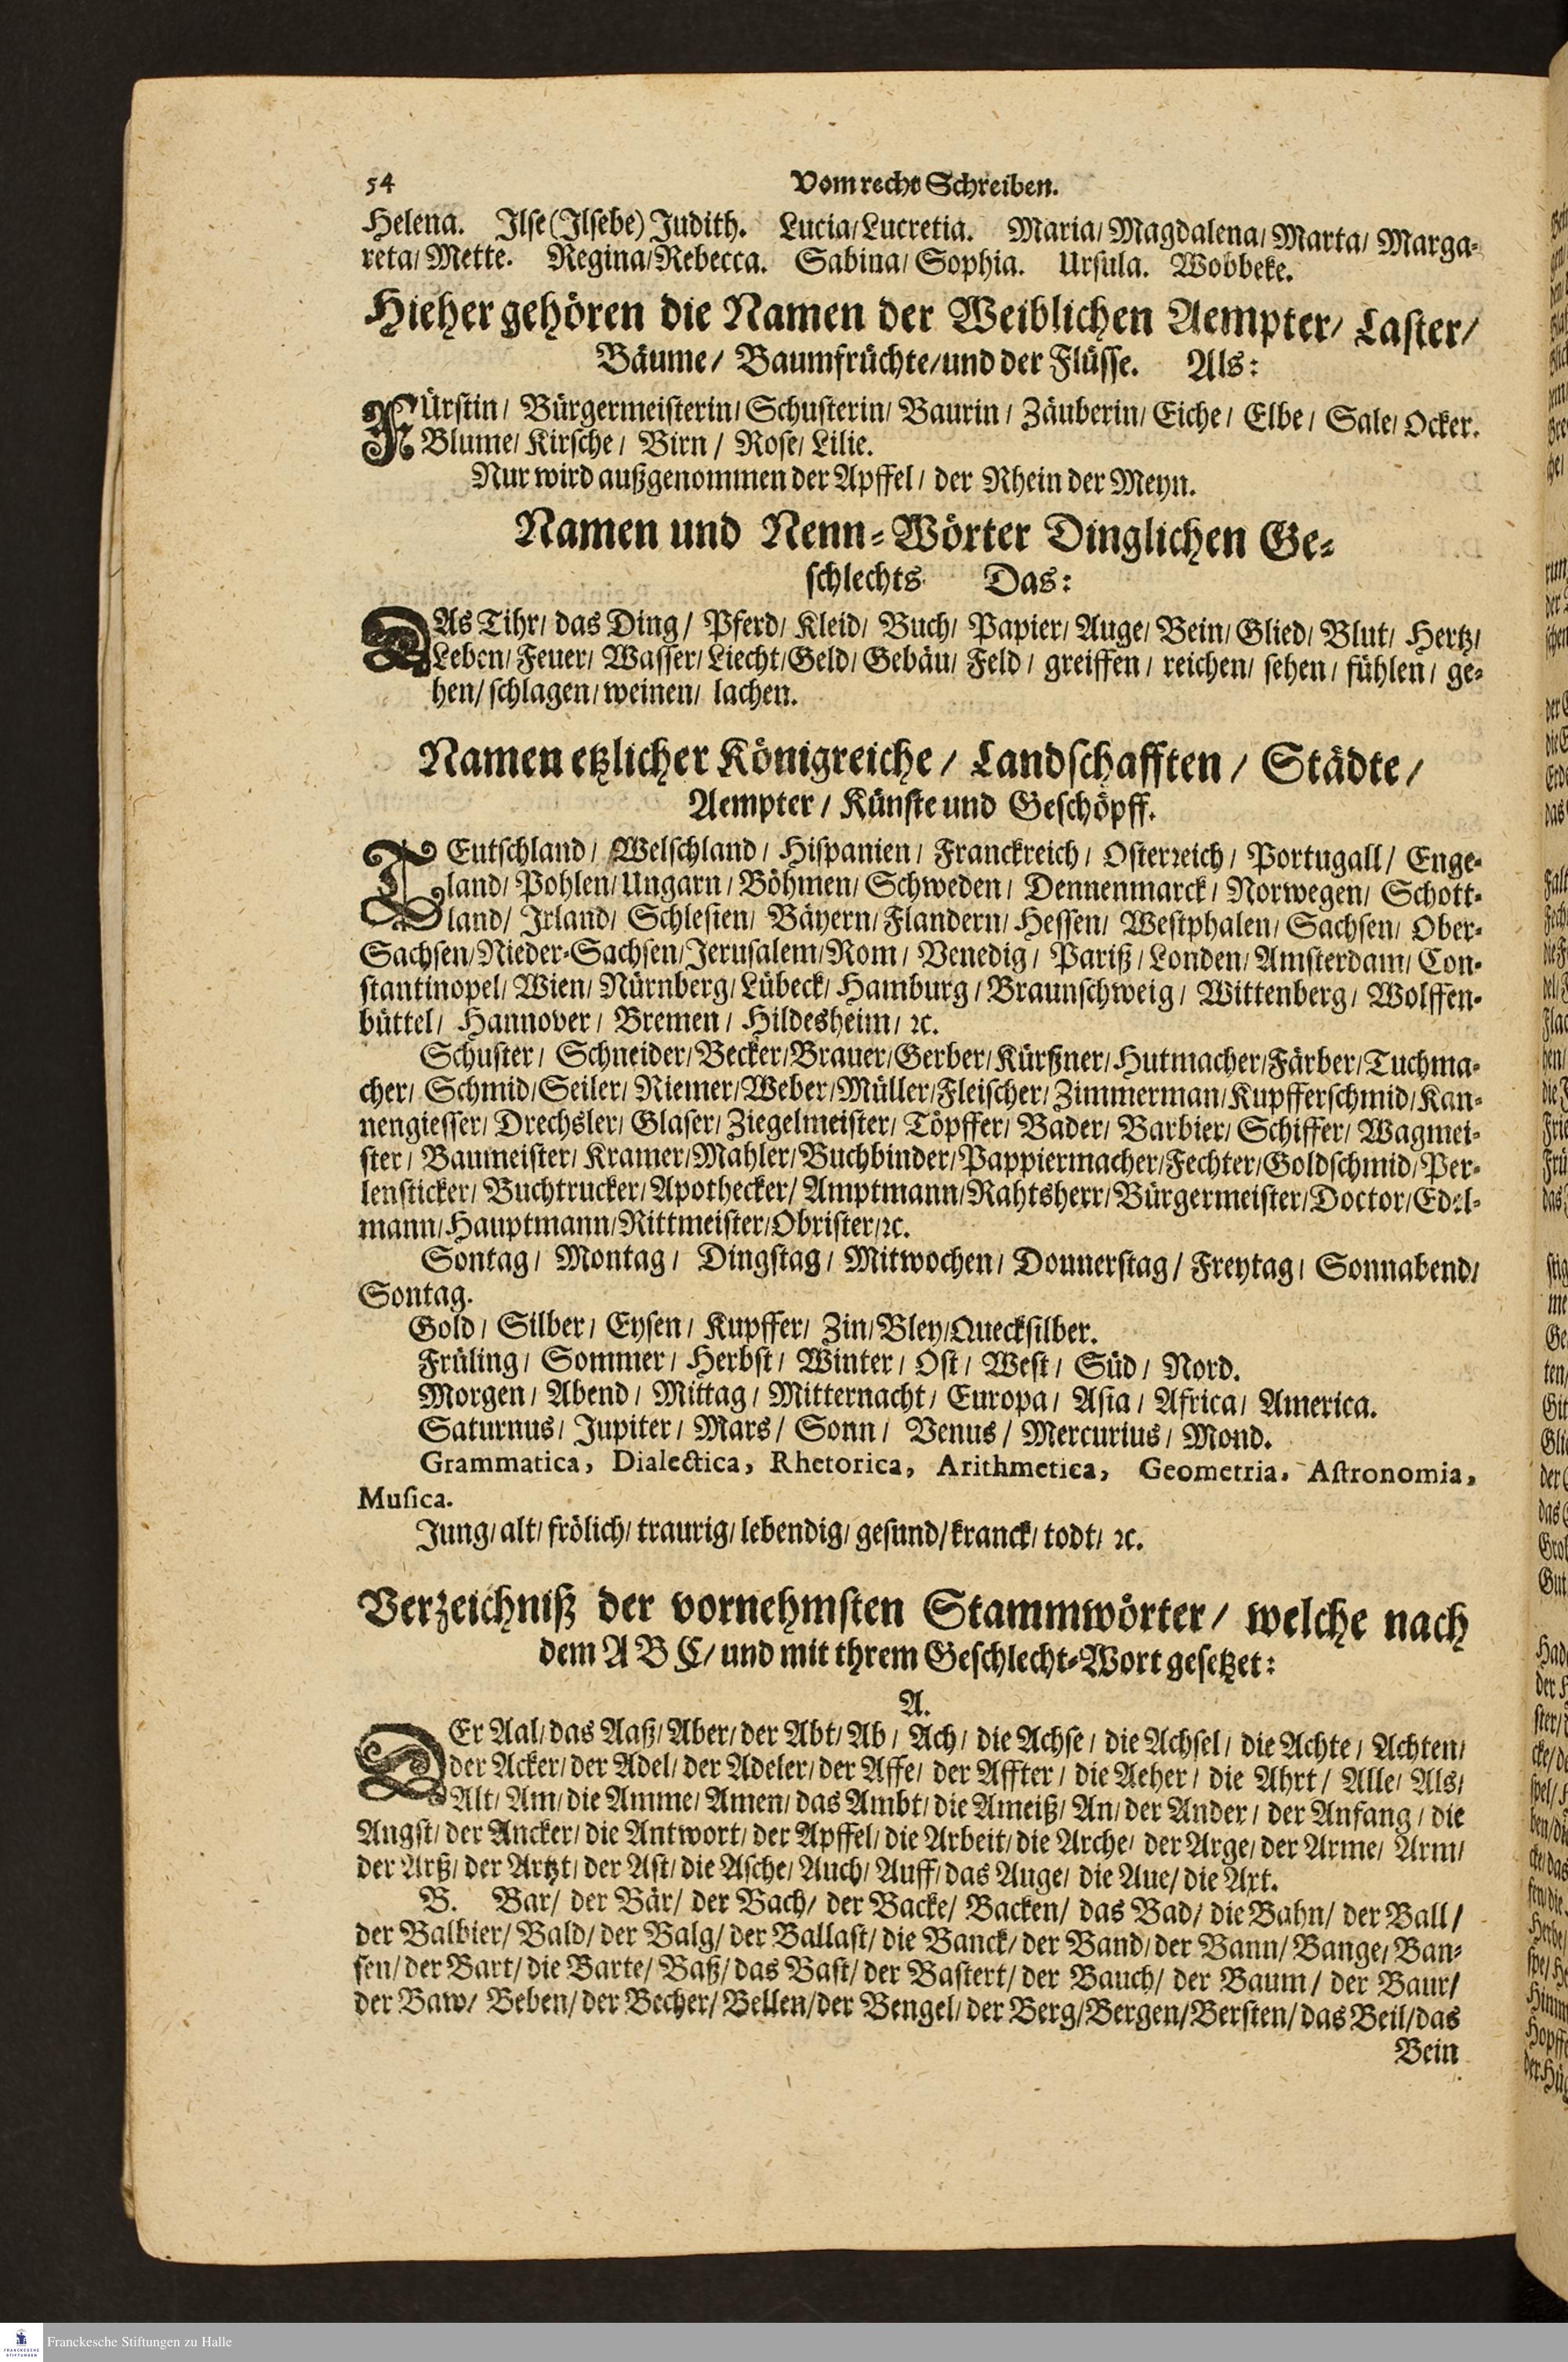 54 Vom recht Schreiben.
Helena. Ilse (Ilsebe) Judith. Lucia/ Lucretia. Maria/ Magdalena/ Marta/ Marga-
reta/ Mette. Regina/ Rebecca. Sabina/ Sophia. Ursula. Wobbeke.
Hieher gehören die Namen der Weiblichen Aempter/ Laster/
Bäume/ Baumfrüchte/ und der Flüsse. Als:
FÜrstin/ Bürgermeisterin/ Schusterin/ Baurin/ Zäuberin/ Eiche/ Elbe/ Sale/ Ocker.
Blume/ Kirsche/ Birn/ Rose/ Lilie.
Nur wird außgenommen der Apffel/ der Rhein der Meyn.
Namen und Nenn-Wörter Dinglichen Ge-
schlechts Das:
DAs Tihr/ das Ding/ Pferd/ Kleid/ Buch/ Papier/ Auge/ Bein/ Glied/ Blut/ Hertz/
Leben/ Feuer/ Wasser/ Liecht/ Geld/ Gebäu/ Feld/ greiffen/ reichen/ sehen/ fühlen/ ge-
hen/ schlagen/ weinen/ lachen.
Namen etzlicher Königreiche/ Landschafften/ Städte/
Aempter/ Künste und Geschöpff.
TEutschland/ Welschland/ Hispanien/ Franckreich/ Osterreich/ Portugall/ Enge-
land/ Pohlen/ Ungarn/ Böhmen/ Schweden/ Dennenmarck/ Norwegen/ Schott-
land/ Irland/ Schlesien/ Bäyern/ Flandern/ Hessen/ Westphalen/ Sachsen/ Ober-
Sachsen/ Nieder-Sachsen/ Jerusalem/ Rom/ Venedig/ Pariß/ Londen/ Amsterdam/ Con-
stantinopel/ Wien/ Nürnberg/ Lübeck/ Hamburg/ Braunschweig/ Wittenberg/ Wolffen-
büttel/ Hannover/ Bremen/ Hildesheim/ ꝛc.
Schuster/ Schneider/ Becker/ Brauer/ Gerber/ Kürßner/ Hutmacher/ Färber/ Tuchma-
cher/ Schmid/ Seiler/ Riemer/ Weber/ Müller/ Fleischer/ Zimmerman/ Kupfferschmid/ Kan-
nengiesser/ Drechsler/ Glaser/ Ziegelmeister/ Töpffer/ Bader/ Barbier/ Schiffer/ Wagmei-
ster/ Baumeister/ Kramer/ Mahler/ Buchbinder/ Pappiermacher/ Fechter/ Goldschmid/ Per-
lensticker/ Buchtrucker/ Apothecker/ Amptmann/ Rahtsherr/ Bürgermeister/ Doctor/ Edel-
mann/ Hauptmann/ Rittmeister/ Obrister/ ꝛc.
Sontag/ Montag/ Dingstag/ Mitwochen/ Donnerstag/ Freytag/ Sonnabend/
Sontag.
Gold/ Silber/ Eysen/ Kupffer/ Zin/ Bley/ Quecksilber.
Früling/ Sommer/ Herbst/ Winter/ Ost/ West/ Süd/ Nord.
Morgen/ Abend/ Mittag/ Mitternacht/ Europa/ Asia/ Africa/ America.
Saturnus/ Jupiter/ Mars/ Sonn/ Venus/ Mercurius/ Mond.
Grammatica, Dialectica, Rhetorica, Arithmetica, Geometria. Astronomia,
Musica.
Jung/ alt/ frölich/ traurig/ lebendig/ gesund/ kranck/ todt/ ꝛc.
Verzeichniß der vornehmsten Stammwörter/ welche nach
dem A B C/ und mit ihrem Geschlecht-Wort gesetzet:
A.
DEr Aal/ das Aaß/ Aber/ der Abt/ Ab/ Ach/ die Achse/ die Achsel/ die Achte/ Achten/
der Acker/ der Adel/ der Adeler/ der Affe/ der Affter/ die Aeher/ die Ahrt/ Alle/ Als/
Alt/ Am/ die Amme/ Amen/ das Ambt/ die Ameiß/ An/ der Ander/ der Anfang/ die
Angst/ der Ancker/ die Antwort/ der Apffel/ die Arbeit/ die Arche/ der Arge/ der Arme/ Arm/
der Arß/ der Artzt/ der Ast/ die Asche/ Auch/ Auff/ das Auge/ die Aue/ die Axt.
B. Bar/ der Bär/ der Bach/ der Backe/ Backen/ das Bad/ die Bahn/ der Ball/
der Balbier/ Bald/ der Balg/ der Ballast/ die Banck/ der Band/ der Bann/ Bange/ Ban-
sen/ der Bart/ die Barte/ Baß/ das Bast/ der Bastert/ der Bauch/ der Baum/ der Baur/
der Baw/ Beben/ der Becher/ Bellen/ der Bengel/ der Berg/ Bergen/ Bersten/ das Beil/ das
Bein
Franckesche Stiftungen zu Halle